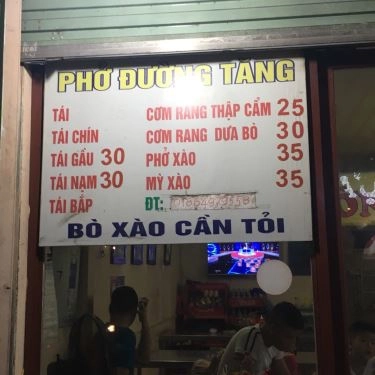 PHỞ ĐƯỜNG TĂNG
TÁI CƠM RANG THẬP CẨM 25
TÁI CHÍN CƠM RANG DƯA BÒ 30
TÁI GẦU 30 PHỞ XÀO 35
TÁI NẠM 30 MỲ XÀO 35
TÁI BẮP ĐT:
BÒ XÀO CẦN TỎI